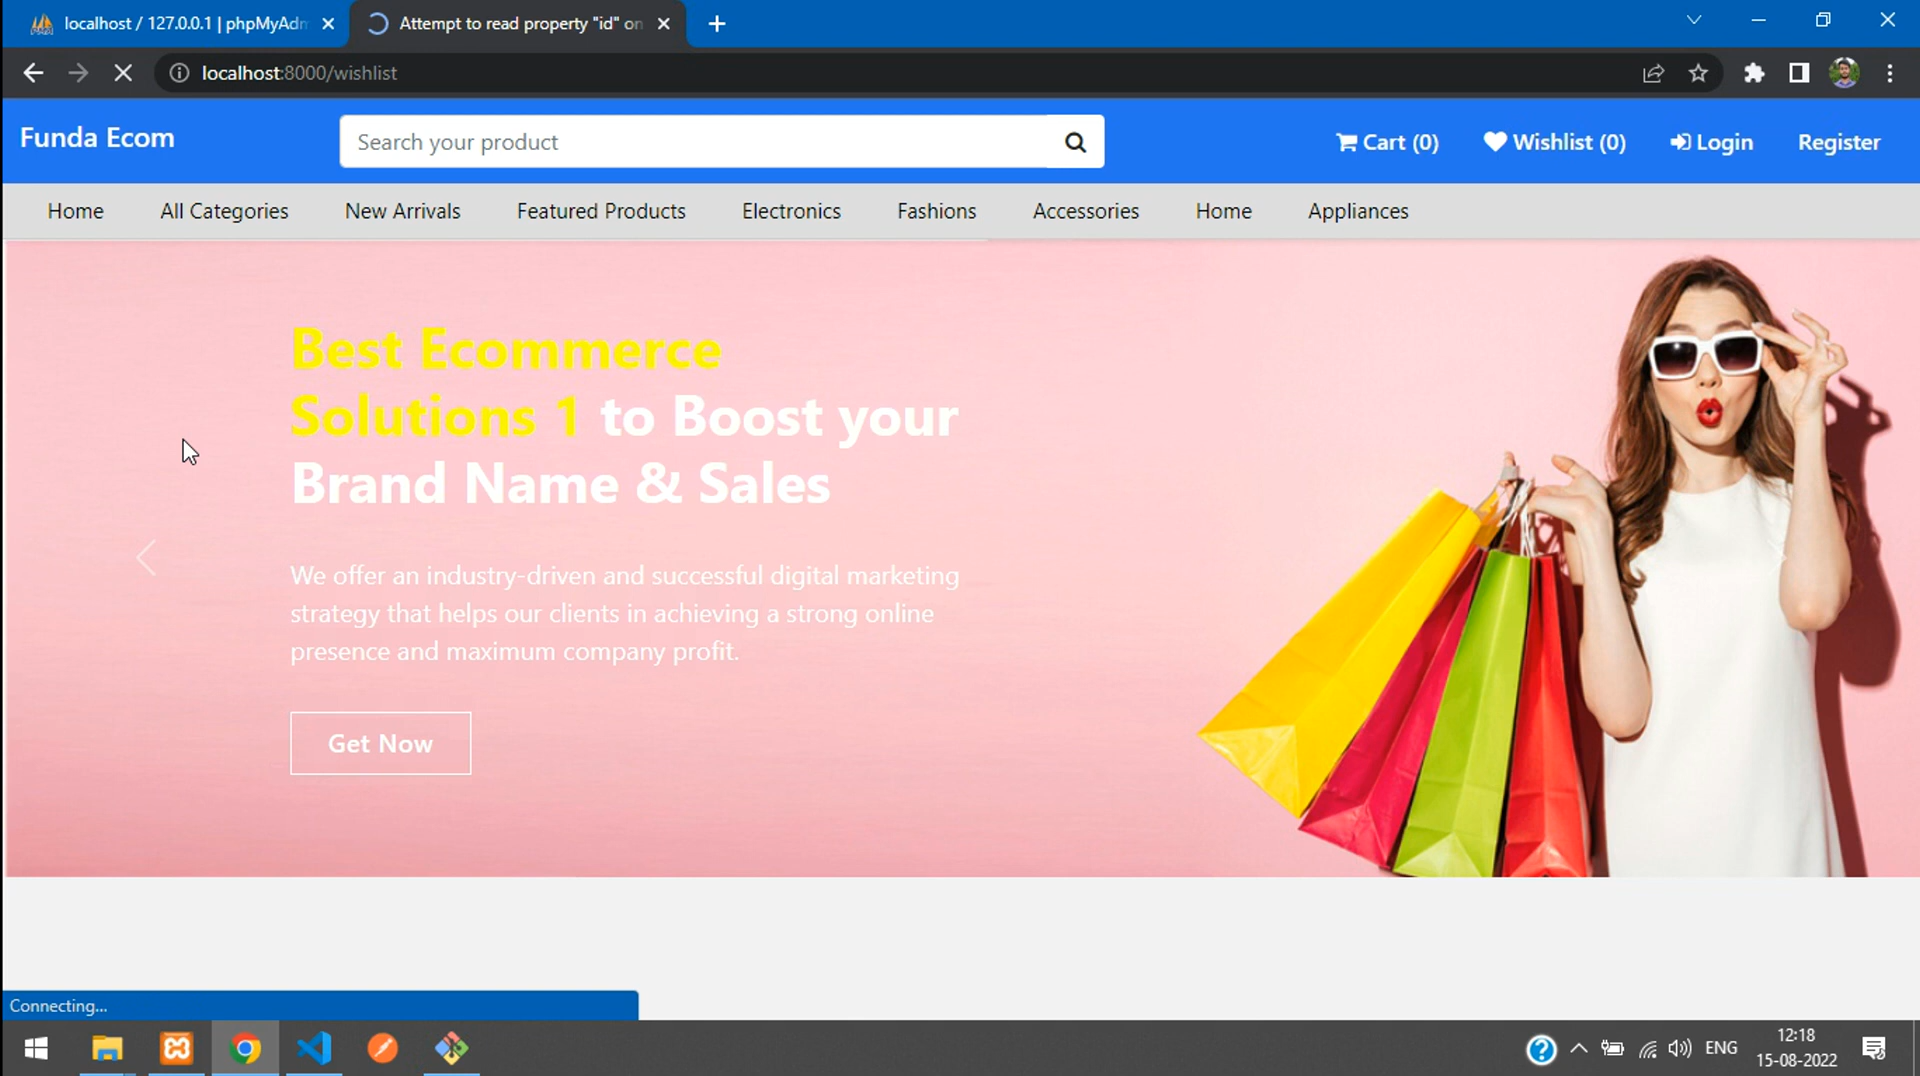 localhost / 127.0.0.1 | phpMyAdm
Attempt to read property "id" on
localhost:8000/wishlist
Funda Ecom
Search your product
Cart (0)
Wishlist (0)
Login
Register
Home
All Categories
New Arrivals
Featured Products
Electronics
Fashions
Accessories
Home
Appliances
Best Ecommerce
Solutions 1 to Boost your
Brand Name & Sales
We offer an industry-driven and successful digital marketing
strategy that helps our clients in achieving a strong online
presence and maximum company profit.
Get Now
Connecting...
ENG
12:18
15-08-2022